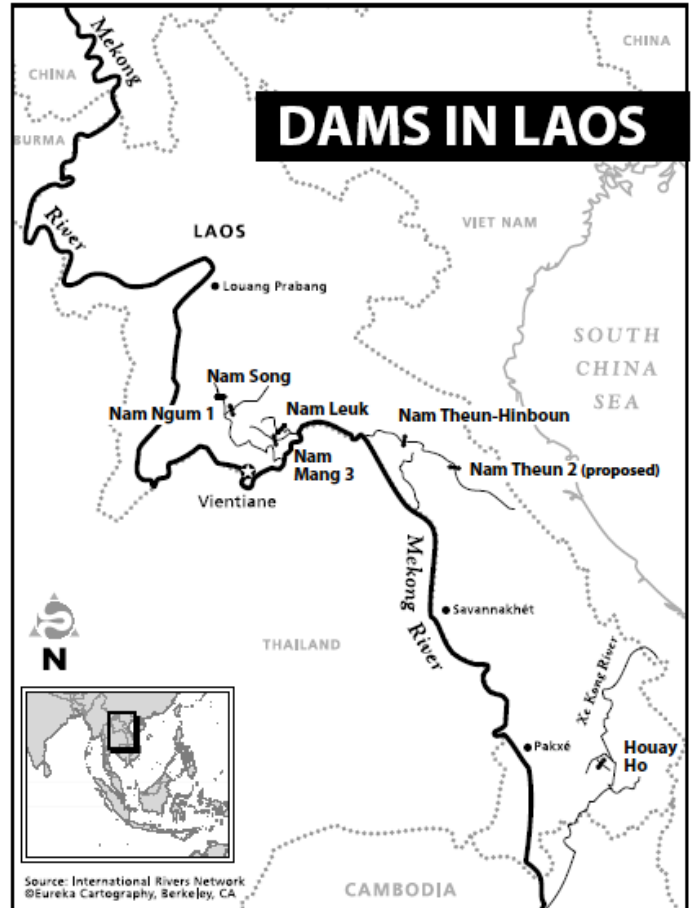 Mekong
CHINA
CHINA
DAMS IN LAOS
BURMA
River
LAOS
VIET NAM
Louang Prabang
SOUTH
CHINA
SEA
Nam Song
Nam Ngum 1
Nam Leuk
Nam Theun-Hinboun
Nam
Mang 3
Nam Theun 2 (proposed)
Vientiane
Mekong River
Savannakhét
N
THAILAND
Xe Kong River
Pakxé
Houay
Ho
CAMBODIA
Source: International Rivers Network
©Eureka Cartography, Berkeley, CA